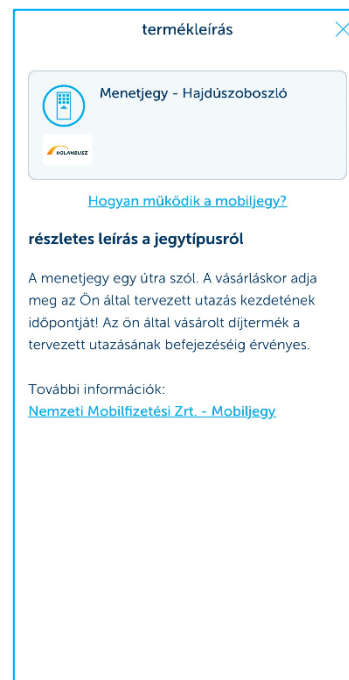 termékleírás
Menetjegy - Hajdúszoboszló
VOLANBUSZ
Hogyan működik a mobiljegy?
részletes leírás a jegytípusról
A menetjegy egy útra szól. A vásárláskor adja
meg az Ön által tervezett utazás kezdetének
időpontját! Az ön által vásárolt díjtermék a
tervezett utazásának befejezéséig érvényes.
További információk:
Nemzeti Mobilfizetési Zrt. - Mobiljegy